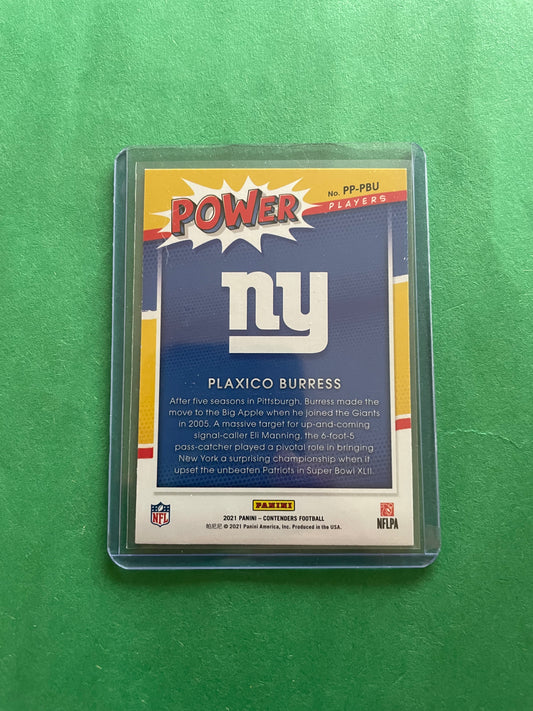 No. PP-PBU
POWER
PLAYERS
ny
PLAXICO BURRESS
After five seasons in Pittsburgh, Burress made the
move to the Big Apple when he joined the Giants
in 2005. A massive target for up-and-coming
signal-caller Eli Manning, the 6-foot-5
pass-catcher played a pivotal role in bringing
New York a surprising championship when it
upset the unbeaten Patriots in Super Bowl XLII.
NFL
PANINI
NFLPA
2021 PANINI – CONTENDERS FOOTBALL
帕尼尼 © 2021 Panini America, Inc. Produced in the USA.